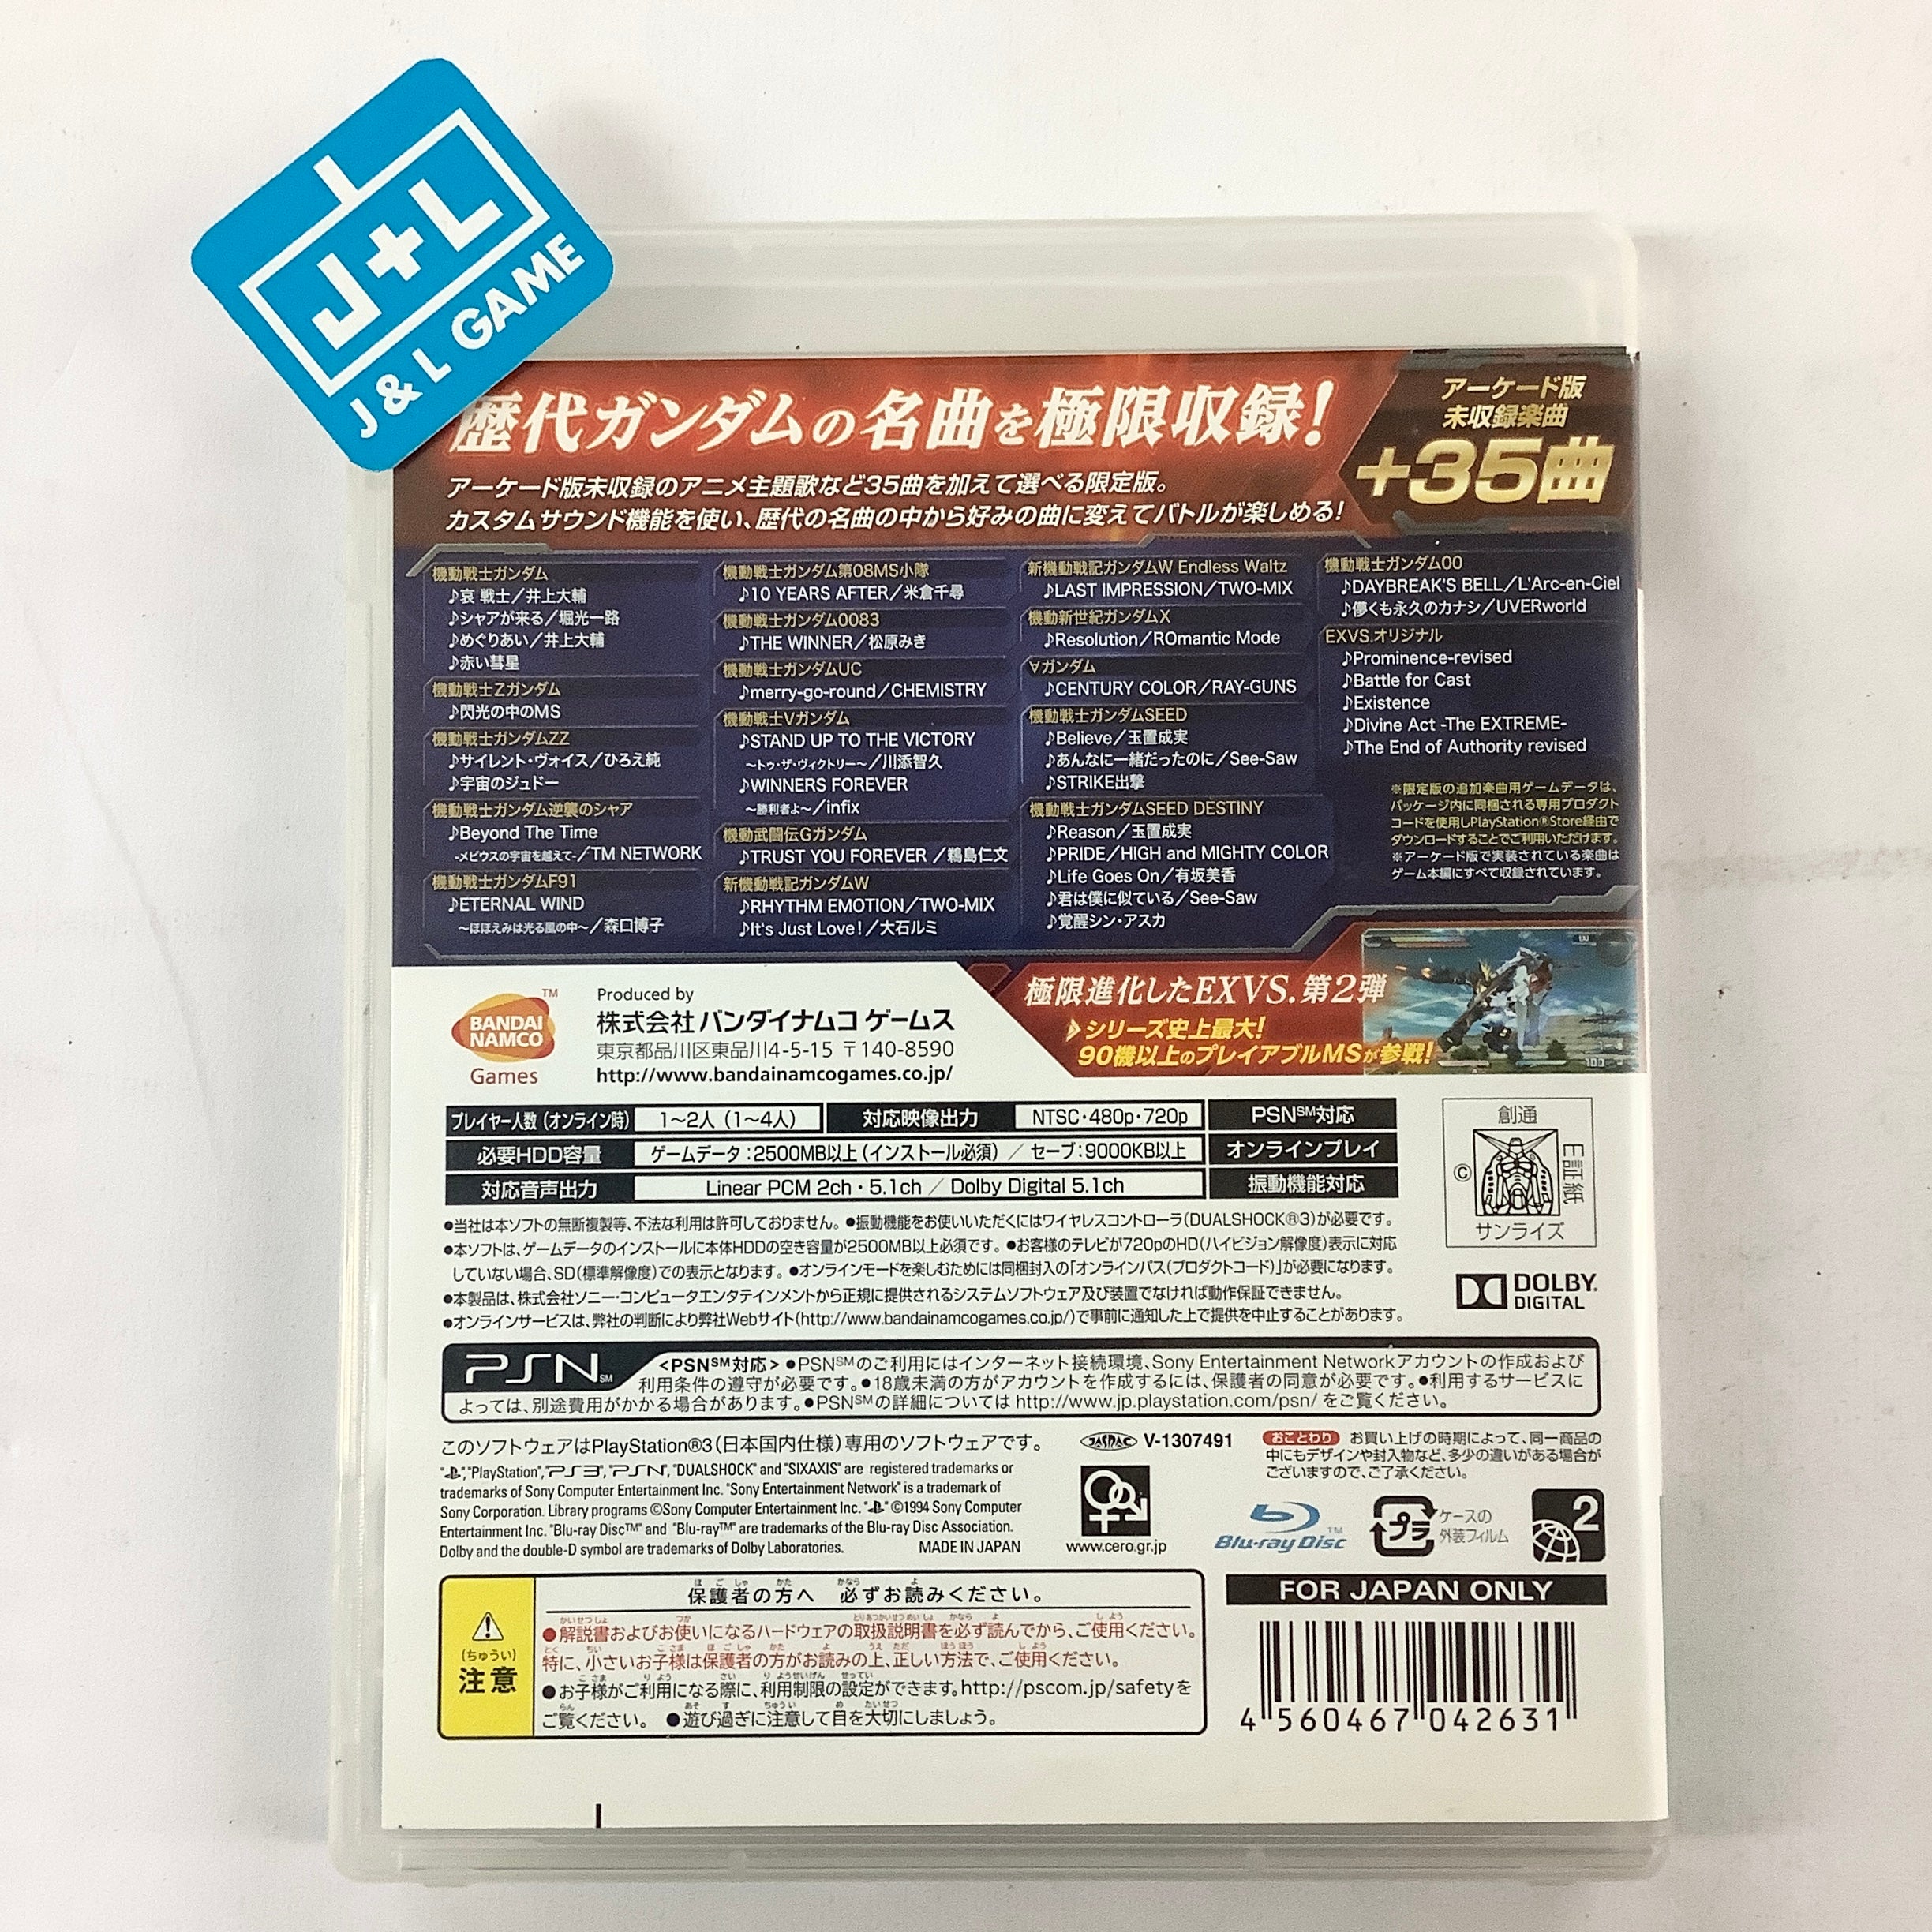 J+L
J & L GAME
歴代ガンダムの名曲を極限収録!
アーケード版
未収録楽曲
+35曲
アーケード版未収録のアニメ主題歌など35曲を加えて選べる限定版。
カスタムサウンド機能を使い、歴代の名曲の中から好みの曲に変えてバトルが楽しめる!
機動戦士ガンダム
♪哀 戦士/井上大輔
♪シャアが来る/堀光一路
♪めぐりあい/井上大輔
♪赤い彗星
機動戦士Zガンダム
♪閃光の中のMS
機動戦士ガンダムZZ
♪サイレント・ヴォイス/ひろえ純
♪宇宙のジュドー
機動戦士ガンダム逆襲のシャア
♪Beyond The Time
-メビウスの宇宙を越えて-/TM NETWORK
機動戦士ガンダムF91
♪ETERNAL WIND
～ほほえみは光る風の中～/森口博子
機動戦士ガンダム第08MS小隊
♪10 YEARS AFTER/米倉千尋
機動戦士ガンダム0083
♪THE WINNER/松原みき
機動戦士ガンダムUC
♪merry-go-round/CHEMISTRY
機動戦士Vガンダム
♪STAND UP TO THE VICTORY
～トゥ・ザ・ヴィクトリー～/川添智久
♪WINNERS FOREVER
～勝利者よ～/infix
機動武闘伝Gガンダム
♪TRUST YOU FOREVER /鵜島仁文
新機動戦記ガンダムW
♪RHYTHM EMOTION/TWO-MIX
♪It's Just Love!/大石ルミ
新機動戦記ガンダムW Endless Waltz
♪LAST IMPRESSION/TWO-MIX
機動新世紀ガンダムX
♪Resolution/ROmantic Mode
∀ガンダム
♪CENTURY COLOR/RAY-GUNS
機動戦士ガンダムSEED
♪Believe/玉置成実
♪あんなに一緒だったのに/See-Saw
♪STRIKE出撃
機動戦士ガンダムSEED DESTINY
♪Reason/玉置成実
♪PRIDE/HIGH and MIGHTY COLOR
♪Life Goes On/有坂美香
♪君は僕に似ている/See-Saw
♪覚醒シン・アスカ
機動戦士ガンダム00
♪DAYBREAK'S BELL/L'Arc-en-Ciel
♪儚くも永久のカナシ/UVERworld
EXVS.オリジナル
♪Prominence-revised
♪Battle for Cast
♪Existence
♪Divine Act -The EXTREME-
♪The End of Authority revised
※限定版の追加楽曲用ゲームデータは、
パッケージ内に同梱される専用プロダクト
コードを使用しPlayStation®Store経由で
ダウンロードすることでご利用いただけます。
※アーケード版で実装されている楽曲は
ゲーム本編にすべて収録されています。
極限進化したEXVS.第2弾
シリーズ史上最大!
90機以上のプレイアブルMSが参戦!
BANDAI
NAMCO
TM
Games
Produced by
株式会社 バンダイナムコ ゲームス
東京都品川区東品川4-5-15 〒140-8590
http://www.bandainamcogames.co.jp/
プレイヤー人数(オンライン時) 1～2人(1～4人) 対応映像出力 NTSC・480p・720p PSN℠対応
必要HDD容量 ゲームデータ:2500MB以上(インストール必須) / セーブ:9000KB以上 オンラインプレイ
対応音声出力 Linear PCM 2ch・5.1ch / Dolby Digital 5.1ch 振動機能対応
創通
©
証紙
サンライズ
●当社は本ソフトの無断複製等、不法な利用は許可しておりません。●振動機能をお使いいただくにはワイヤレスコントローラ(DUALSHOCK®3)が必要です。
●本ソフトは、ゲームデータのインストールに本体HDDの空き容量が2500MB以上必須です。●お客様のテレビが720pのHD(ハイビジョン解像度)表示に対応
していない場合、SD(標準解像度)での表示となります。●オンラインモードを楽しむためには同梱封入の「オンラインパス(プロダクトコード)」が必要になります。
●本製品は、株式会社ソニー・コンピュータエンタテインメントから正規に提供されるシステムソフトウェア及び装置でなければ動作保証できません。
●オンラインサービスは、弊社の判断により弊社Webサイト(http://www.bandainamcogames.co.jp/)で事前に通知した上で提供を中止することがあります。
DOLBY.
DIGITAL
PSN SM
<PSN℠対応> ●PSN℠のご利用にはインターネット接続環境、Sony Entertainment Networkアカウントの作成および
利用条件の遵守が必要です。●18歳未満の方がアカウントを作成するには、保護者の同意が必要です。●利用するサービスに
よっては、別途費用がかかる場合があります。●PSN℠の詳細については http://www.jp.playstation.com/psn/ をご覧ください。
このソフトウェアはPlayStation®3(日本国内仕様)専用のソフトウェアです。
"PlayStation", "PS3", "PSN", "DUALSHOCK" and "SIXAXIS" are registered trademarks or
trademarks of Sony Computer Entertainment Inc. "Sony Entertainment Network" is a trademark of
Sony Corporation. Library programs ©Sony Computer Entertainment Inc. ©1994 Sony Computer
Entertainment Inc. "Blu-ray Disc™" and "Blu-ray™" are trademarks of the Blu-ray Disc Association.
Dolby and the double-D symbol are trademarks of Dolby Laboratories. MADE IN JAPAN
JASRAC V-1307491
おことわり お買い上げの時期によって、同一商品の
中にもデザインや封入物など、多少の違いがある場合が
ございますので、ご了承ください。
www.cero.gr.jp
Blu-ray Disc™
プラ
ケースの
外装フィルム
2
FOR JAPAN ONLY
4 560467 042631
(ちゅうい)
注意
保護者の方へ 必ずお読みください。
●解説書およびお使いになるハードウェアの取扱説明書を必ず読んでから、ご使用ください。
特に、小さいお子様は保護者の方がお読みの上、正しい方法で、ご使用ください。
●お子様がご利用になる際に、利用制限の設定ができます。http://pscom.jp/safetyを
ご覧ください。 ●遊び過ぎに注意して目を大切にしましょう。